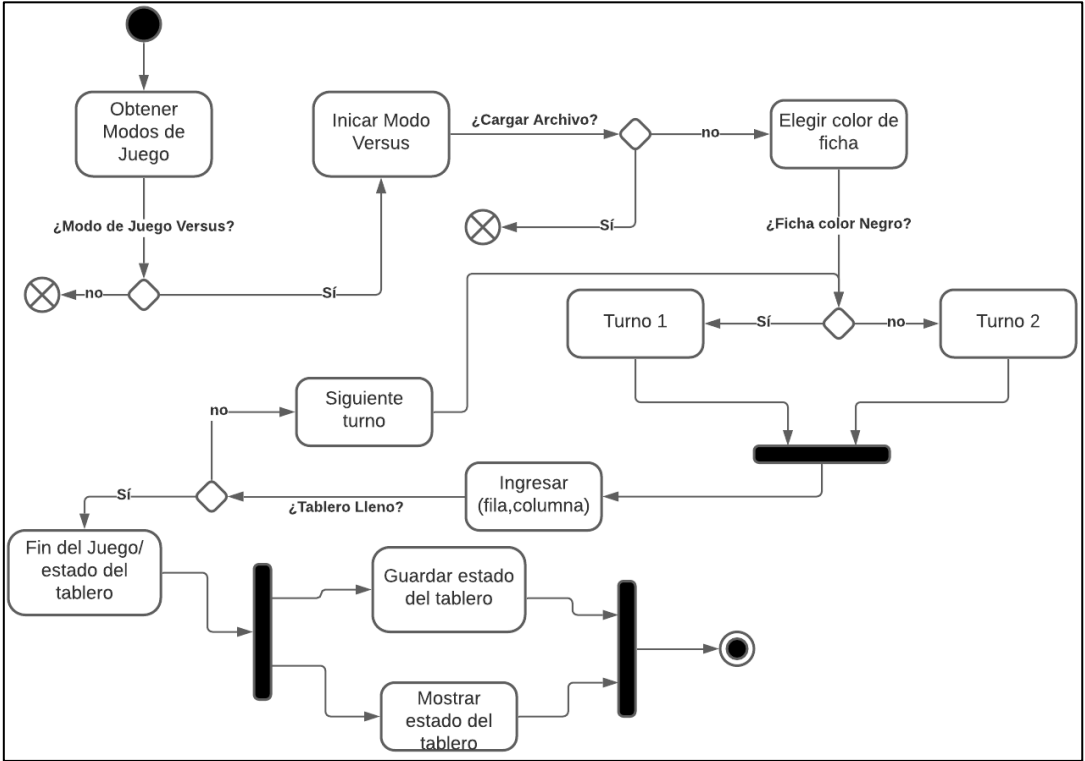 Obtener
Modos de
Juego
¿Modo de Juego Versus?
no
Sí
Inicar Modo
Versus
¿Cargar Archivo?
no
Sí
Elegir color de
ficha
¿Ficha color Negro?
Turno 1
Sí
no
Turno 2
Siguiente
turno
no
Ingresar
(fila,columna)
¿Tablero Lleno?
Sí
Fin del Juego/
estado del
tablero
Guardar estado
del tablero
Mostrar
estado del
tablero